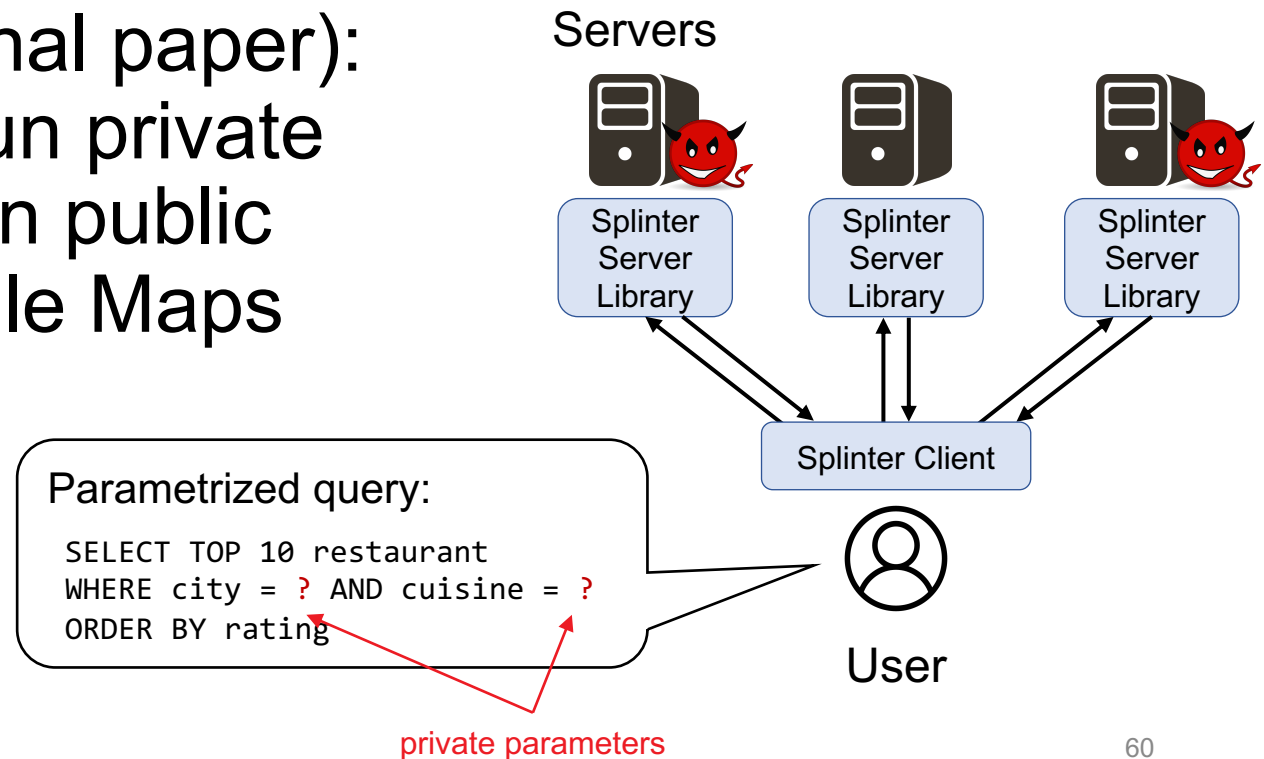 nal paper):
un private
n public
le Maps
Servers
Splinter
Server
Library
Splinter
Server
Library
Splinter
Server
Library
Splinter Client
Parametrized query:
SELECT TOP 10 restaurant
WHERE city = ? AND cuisine = ?
ORDER BY rating
User
private parameters
60